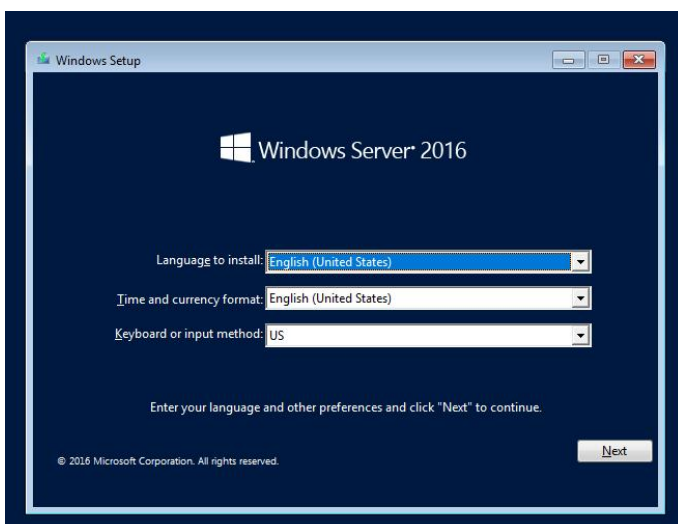 Windows Setup
Windows Server® 2016
Language to install: English (United States)
Time and currency format: English (United States)
Keyboard or input method: US
Enter your language and other preferences and click "Next" to continue.
Next
© 2016 Microsoft Corporation. All rights reserved.